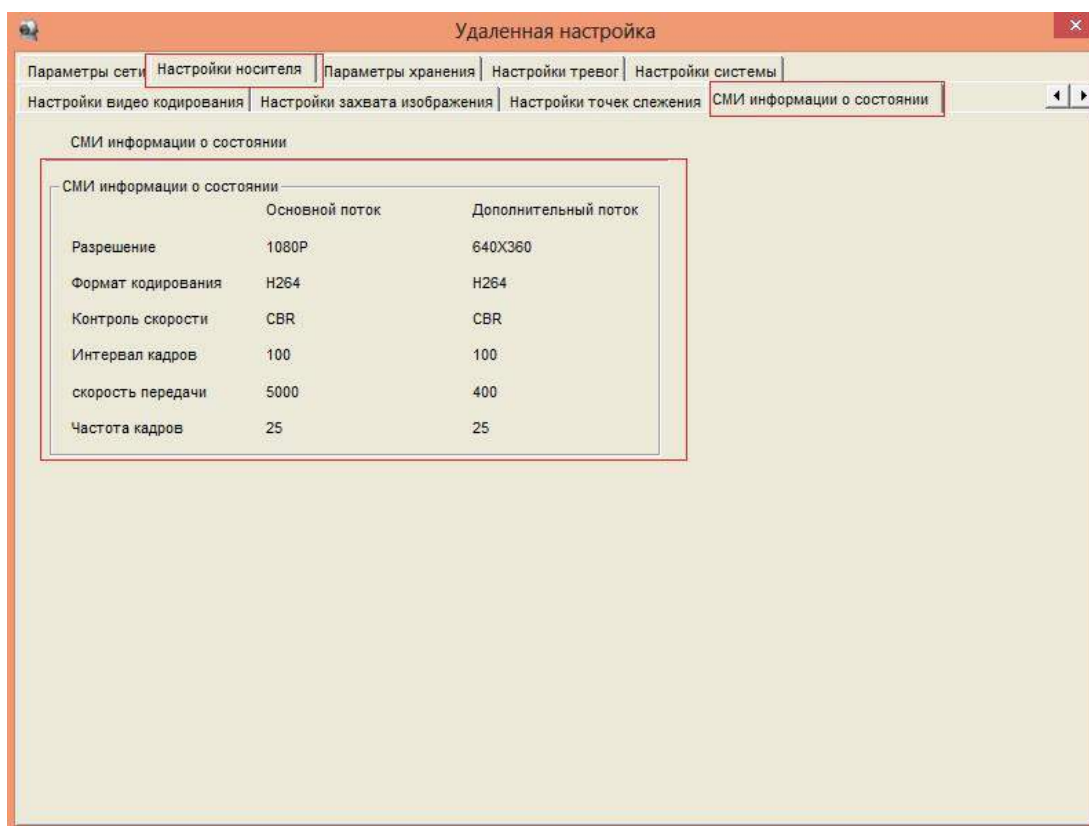 Удаленная настройка
Параметры сети Настройки носителя Параметры хранения Настройки тревог Настройки системы
Настройки видео кодирования Настройки захвата изображения Настройки точек слежения СМИ информации о состоянии
СМИ информации о состоянии
СМИ информации о состоянии
Основной поток Дополнительный поток
Разрешение 1080P 640X360
Формат кодирования H264 H264
Контроль скорости CBR CBR
Интервал кадров 100 100
скорость передачи 5000 400
Частота кадров 25 25